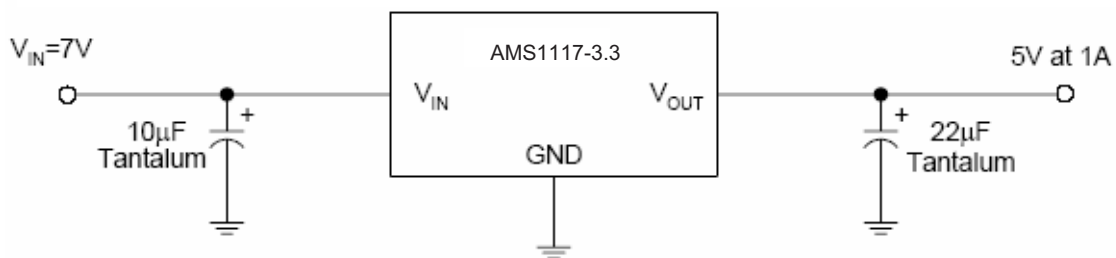 V_IN=7V
AMS1117-3.3
5V at 1A
V_IN
V_OUT
+
10μF
Tantalum
GND
+
22μF
Tantalum